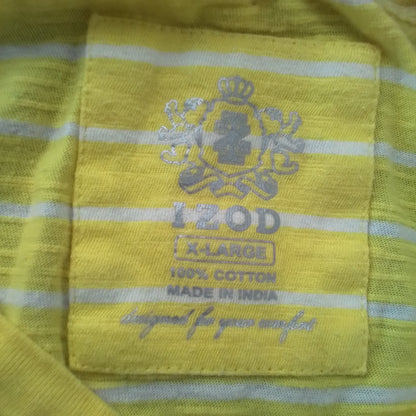 IZOD
X-LARGE
100% COTTON
MADE IN INDIA
designed for your comfort